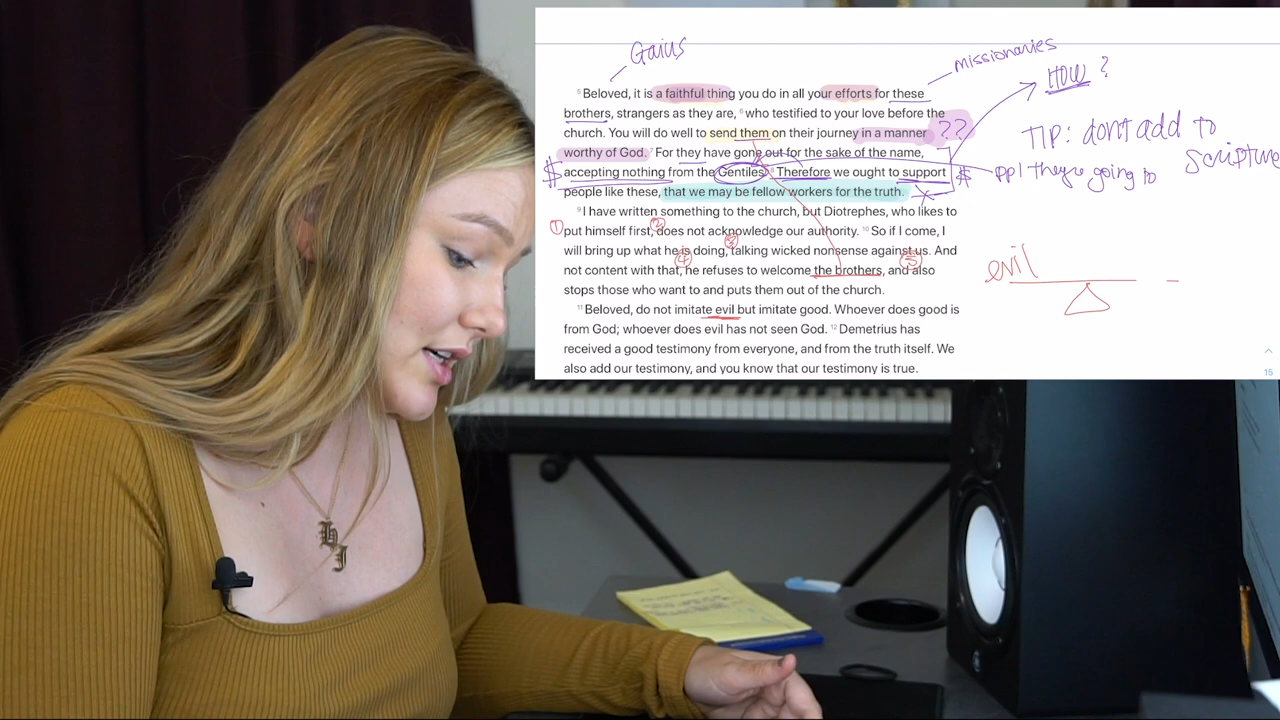 Gaius
missionaries
HOW?
5 Beloved, it is a faithful thing you do in all your efforts for these
brothers, strangers as they are, 6 who testified to your love before the
church. You will do well to send them on their journey in a manner ??
worthy of God. 7 For they have gone out for the sake of the name,
$ accepting nothing from the Gentiles. 8 Therefore we ought to support $
people like these, that we may be fellow workers for the truth.
TIP: don't add to
scripture
ppl they're going to
9 I have written something to the church, but Diotrephes, who likes to
① put himself first, ② does not acknowledge our authority. 10 So if I come, I
will bring up what he is doing, ③ talking wicked nonsense against us. And
not content with that, ④ he refuses to welcome the brothers, ⑤ and also
stops those who want to and puts them out of the church.
evil
11 Beloved, do not imitate evil but imitate good. Whoever does good is
from God; whoever does evil has not seen God. 12 Demetrius has
received a good testimony from everyone, and from the truth itself. We
also add our testimony, and you know that our testimony is true.
15
H
J